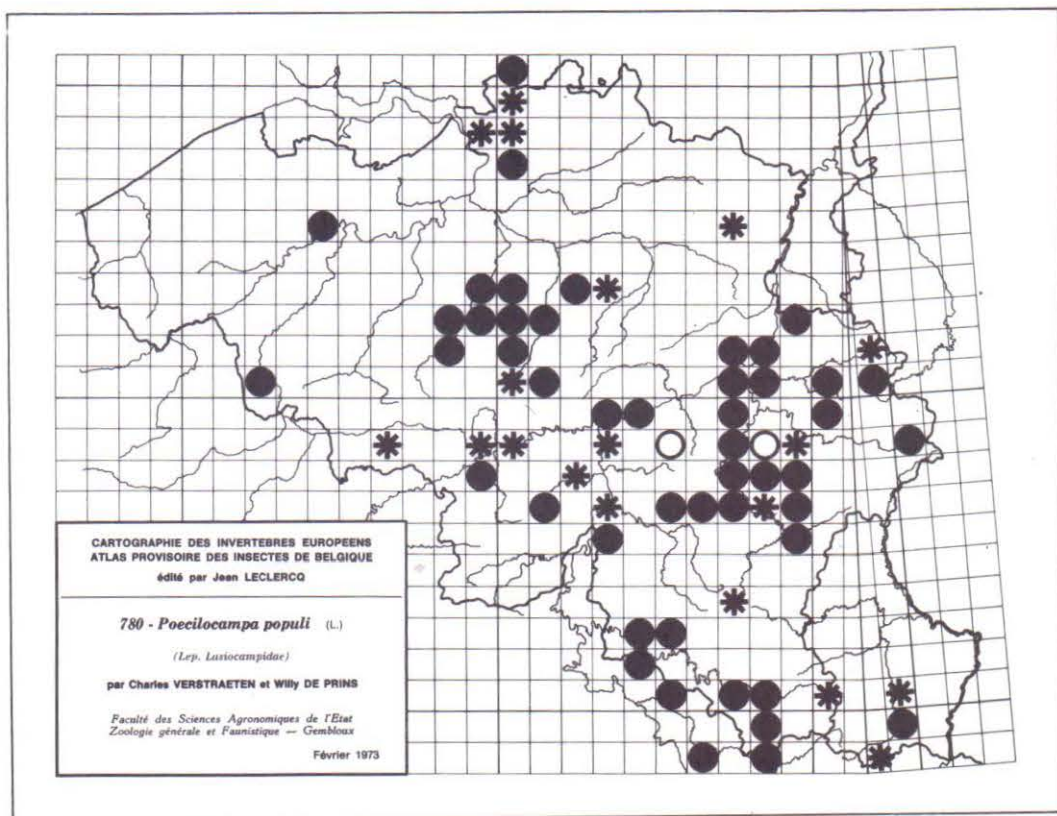 CARTOGRAPHIE DES INVERTEBRES EUROPEENS
ATLAS PROVISOIRE DES INSECTES DE BELGIQUE
édité par Jean LECLERCQ
780 - Poecilocampa populi (L.)
(Lep. Lasiocampidae)
par Charles VERSTRAETEN et Willy DE PRINS
Faculté des Sciences Agronomiques de l'Etat
Zoologie générale et Faunistique — Gembloux
Février 1973